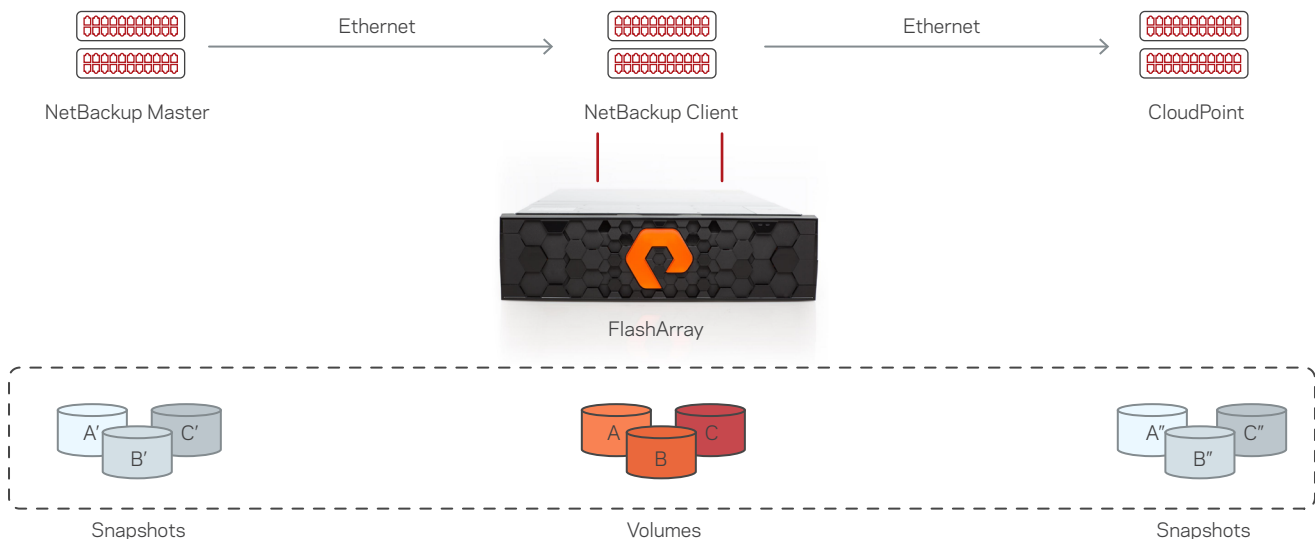 Ethernet
Ethernet
NetBackup Master
NetBackup Client
CloudPoint
FlashArray
A′
C′
B′
A
C
B
A″
C″
B″
Snapshots
Volumes
Snapshots